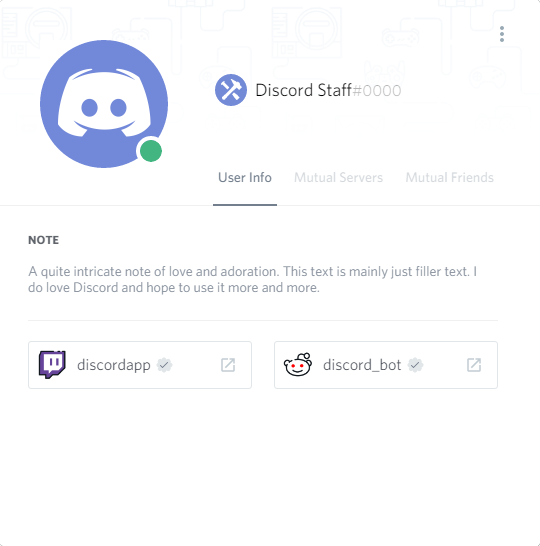 Discord Staff#0000
User Info Mutual Servers Mutual Friends
NOTE
A quite intricate note of love and adoration. This text is mainly just filler text. I
do love Discord and hope to use it more and more.
discordapp discord_bot